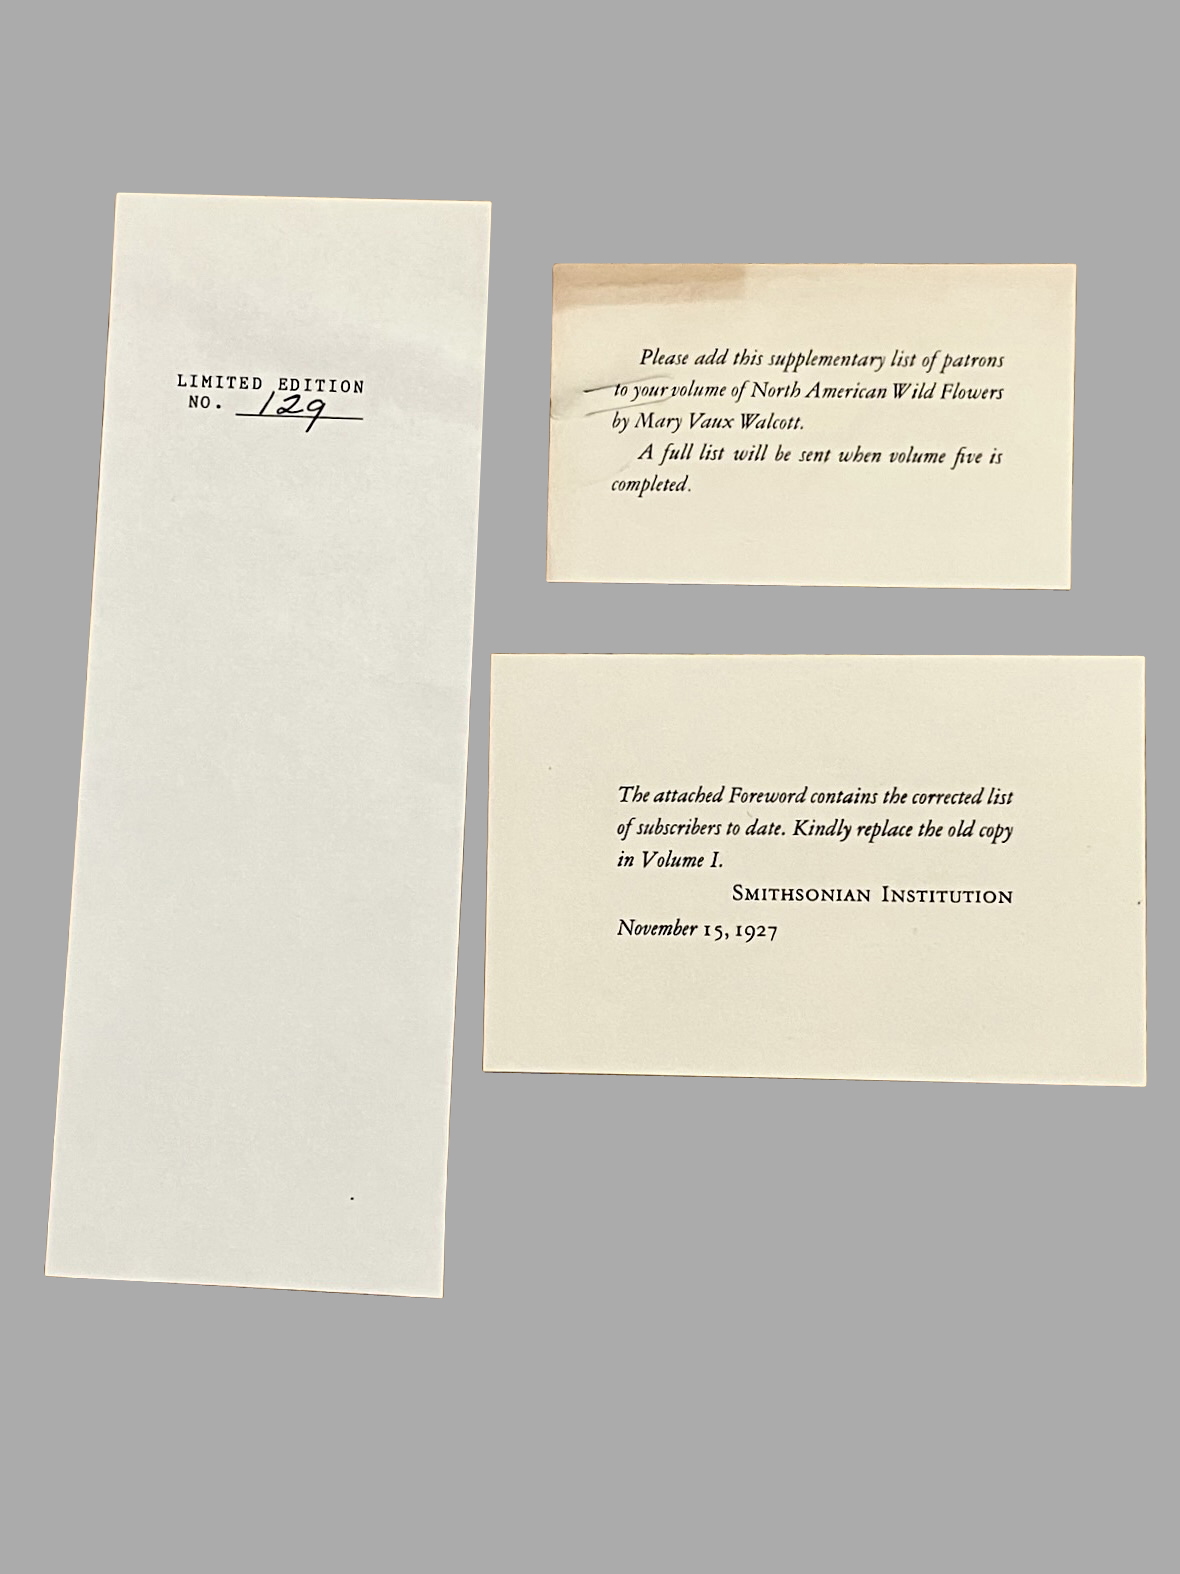 LIMITED EDITION
NO. 129
Please add this supplementary list of patrons
to your volume of North American Wild Flowers
by Mary Vaux Walcott.
A full list will be sent when volume five is
completed.
The attached Foreword contains the corrected list
of subscribers to date. Kindly replace the old copy
in Volume I.
SMITHSONIAN INSTITUTION
November 15, 1927